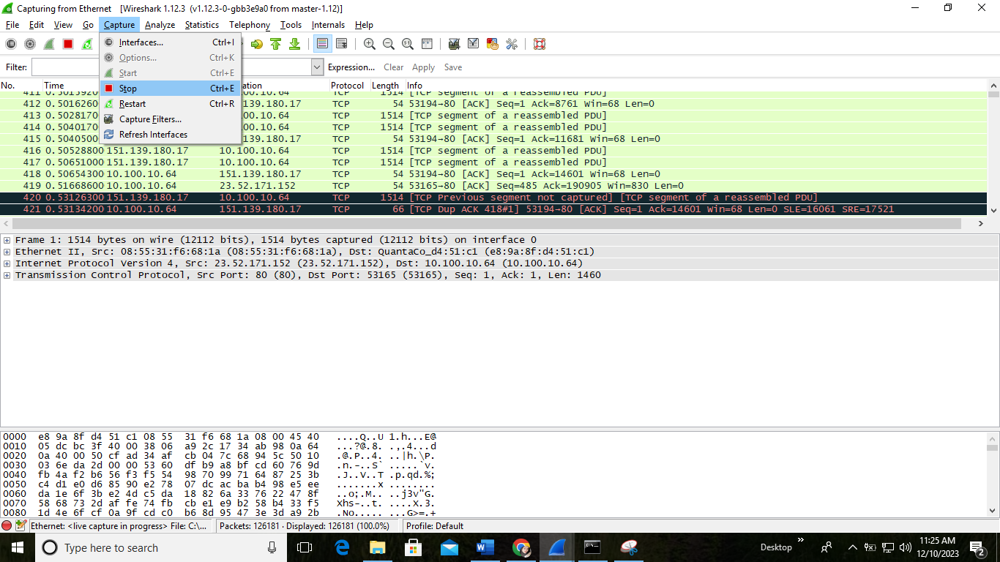 Capturing from Ethernet [Wireshark 1.12.3 (v1.12.3-0-gbb3e9a0 from master-1.12)]
File Edit View Go Capture Analyze Statistics Telephony Tools Internals Help
Interfaces... Ctrl+I
Options... Ctrl+K
Start Ctrl+E
Stop Ctrl+E
Restart Ctrl+R
Capture Filters...
Refresh Interfaces
Filter: Expression... Clear Apply Save
No. Time ation Protocol Length Info
411 0.50159200 .100.10.64 TCP 1514 [TCP segment of a reassembled PDU]
412 0.50162600 .139.180.17 TCP 54 53194→80 [ACK] Seq=1 Ack=8761 Win=68 Len=0
413 0.50281700 .100.10.64 TCP 1514 [TCP segment of a reassembled PDU]
414 0.50401700 .100.10.64 TCP 1514 [TCP segment of a reassembled PDU]
415 0.50405000 .139.180.17 TCP 54 53194→80 [ACK] Seq=1 Ack=11681 Win=68 Len=0
416 0.50528800 151.139.180.17 10.100.10.64 TCP 1514 [TCP segment of a reassembled PDU]
417 0.50651000 151.139.180.17 10.100.10.64 TCP 1514 [TCP segment of a reassembled PDU]
418 0.50654300 10.100.10.64 151.139.180.17 TCP 54 53194→80 [ACK] Seq=1 Ack=14601 Win=68 Len=0
419 0.51668600 10.100.10.64 23.52.171.152 TCP 54 53165→80 [ACK] Seq=485 Ack=190905 Win=830 Len=0
420 0.53126300 151.139.180.17 10.100.10.64 TCP 1514 [TCP Previous segment not captured] [TCP segment of a reassembled PDU]
421 0.53134200 10.100.10.64 151.139.180.17 TCP 66 [TCP Dup ACK 418#1] 53194→80 [ACK] Seq=1 Ack=14601 Win=68 Len=0 SLE=16061 SRE=17521
Frame 1: 1514 bytes on wire (12112 bits), 1514 bytes captured (12112 bits) on interface 0
Ethernet II, Src: 08:55:31:f6:68:1a (08:55:31:f6:68:1a), Dst: QuantaCo_d4:51:c1 (e8:9a:8f:d4:51:c1)
Internet Protocol Version 4, Src: 23.52.171.152 (23.52.171.152), Dst: 10.100.10.64 (10.100.10.64)
Transmission Control Protocol, Src Port: 80 (80), Dst Port: 53165 (53165), Seq: 1, Ack: 1, Len: 1460
0000 e8 9a 8f d4 51 c1 08 55 31 f6 68 1a 08 00 45 40 ....Q..U 1.h...E@
0010 05 dc bc 3f 40 00 38 06 a9 2c 17 34 ab 98 0a 64 ...?@.8. .,.4...d
0020 0a 40 00 50 cf ad 34 af cb 04 7c 68 94 5c 50 10 .@.P..4. ..|h.\P.
0030 03 6e da 2d 00 00 53 60 df b9 a8 bf cd 60 76 9d .n.-..S` .....`v.
0040 fb 4a f2 b6 56 f3 f5 54 98 70 99 71 64 87 25 3b .J..V..T .p.qd.%;
0050 c4 d1 e0 d6 85 90 e2 78 07 dc ac ba b4 98 e5 ee .......x ........
0060 da 1e 6f 3b e2 4d c5 da 18 82 6a 33 76 22 47 8f ..o;.M.. ..j3v"G.
0070 58 68 73 2d af fe 74 fb cb e1 e9 b2 58 b4 33 f5 Xhs-..t. ....X.3.
0080 1d 4e 6f cf 0a 9f cd c0 b6 8d 95 47 3e 3d a9 2b .No..... ...G>=.+
Ethernet: <live capture in progress> File: C:\... Packets: 126181 · Displayed: 126181 (100.0%) Profile: Default
Type here to search
Desktop
11:25 AM
12/10/2023
2